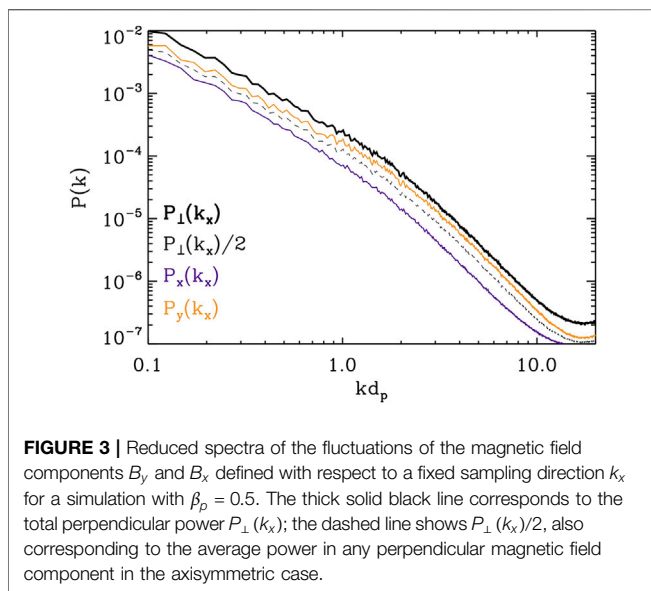 10⁻²
10⁻³
10⁻⁴
10⁻⁵
10⁻⁶
10⁻⁷
P(k)
P⊥(kₓ)
P⊥(kₓ)/2
Pₓ(kₓ)
P_y(kₓ)
0.1
1.0
10.0
kdₚ
FIGURE 3 | Reduced spectra of the fluctuations of the magnetic field
components B_y and Bₓ defined with respect to a fixed sampling direction kₓ
for a simulation with βₚ = 0.5. The thick solid black line corresponds to the
total perpendicular power P⊥(kₓ); the dashed line shows P⊥(kₓ)/2, also
corresponding to the average power in any perpendicular magnetic field
component in the axisymmetric case.